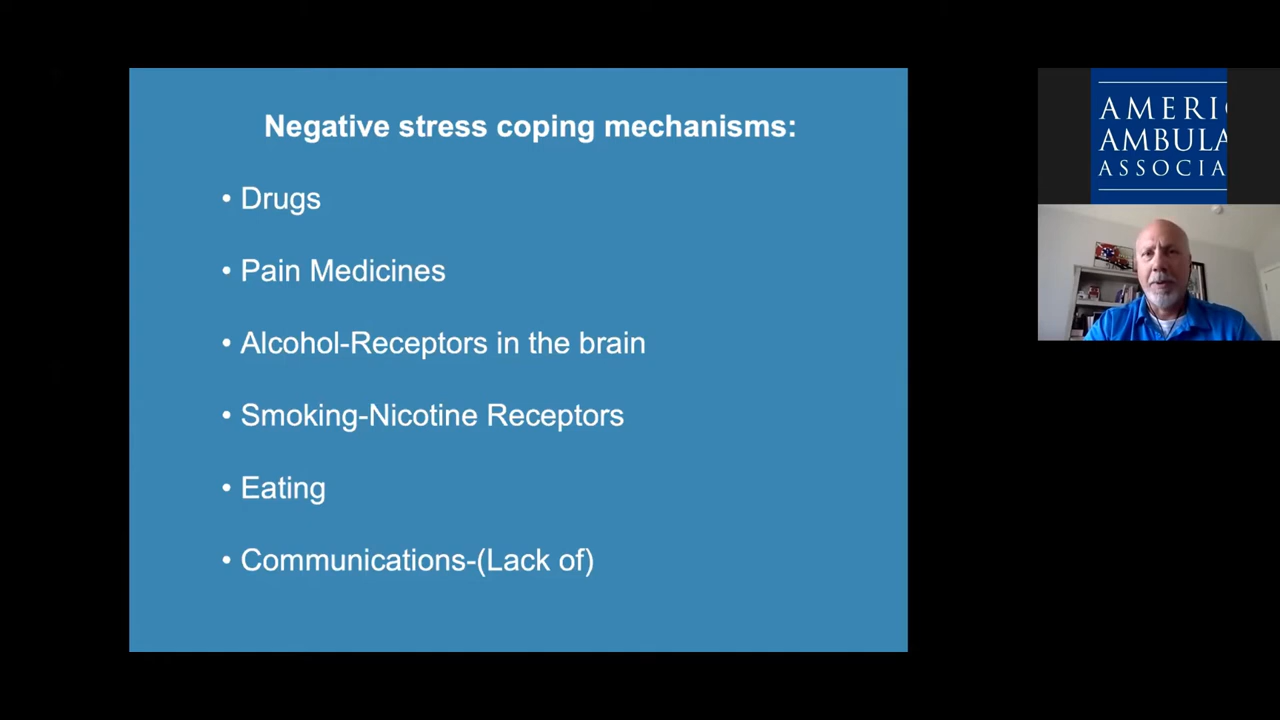 Negative stress coping mechanisms:
• Drugs
• Pain Medicines
• Alcohol-Receptors in the brain
• Smoking-Nicotine Receptors
• Eating
• Communications-(Lack of)
AMERI
AMBULA
ASSOCIA